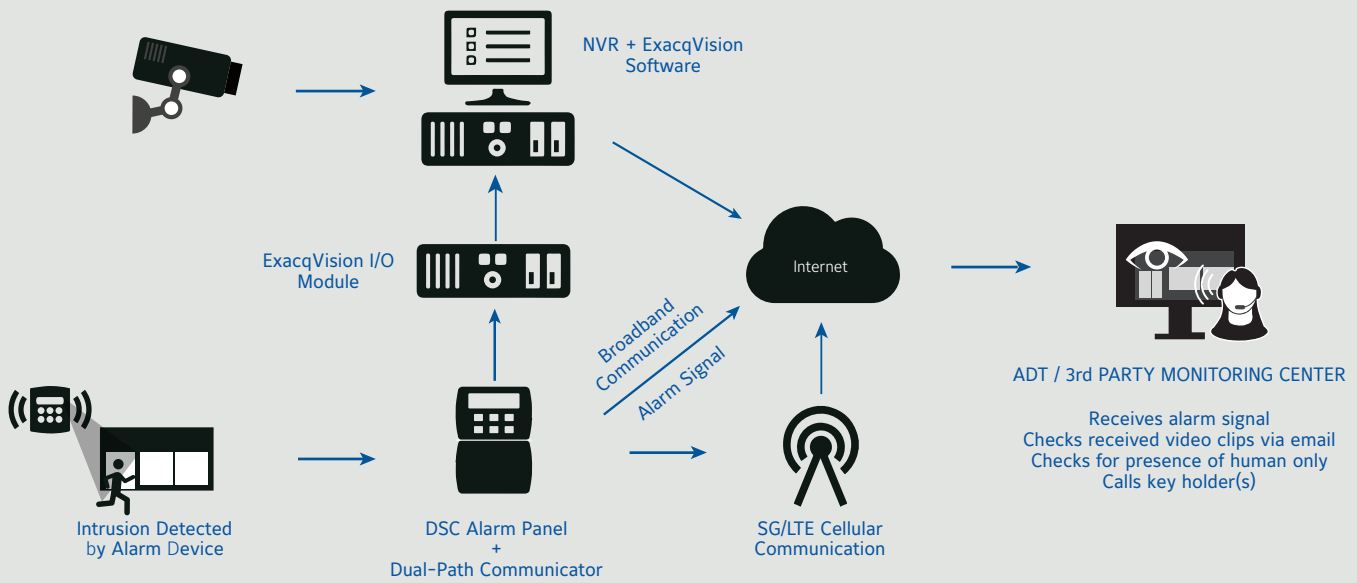 NVR + ExacqVision
Software
ExacqVision I/O
Module
Internet
Broadband
Communication
Alarm Signal
ADT / 3rd PARTY MONITORING CENTER
Receives alarm signal
Checks received video clips via email
Checks for presence of human only
Calls key holder(s)
Intrusion Detected
by Alarm Device
DSC Alarm Panel
+
Dual-Path Communicator
SG/LTE Cellular
Communication